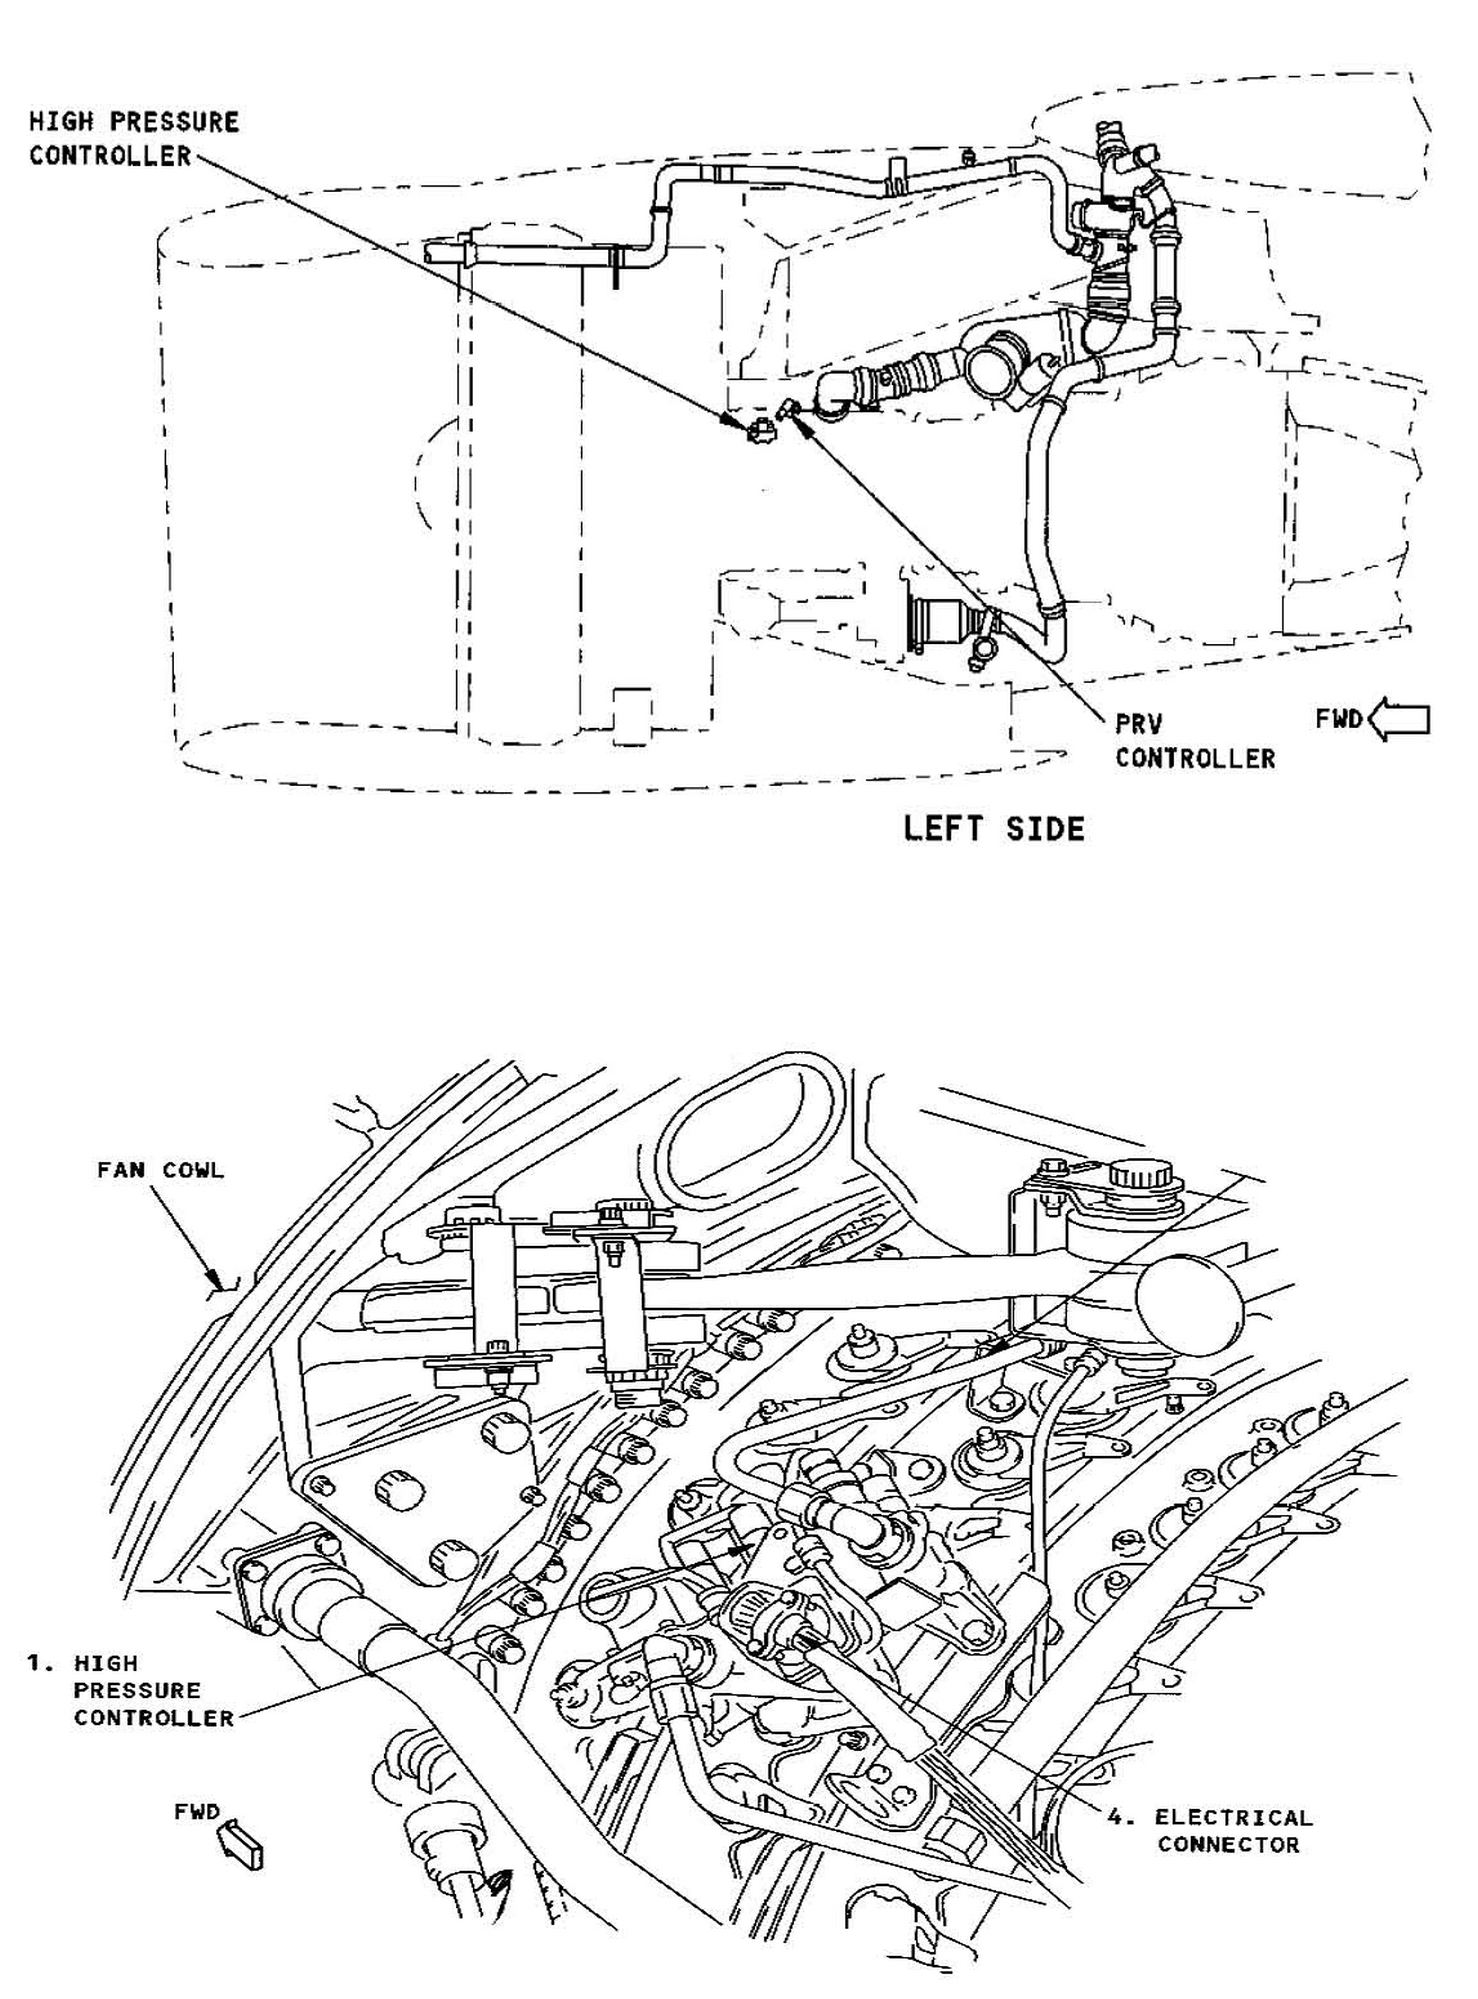 HIGH PRESSURE
CONTROLLER
PRV
CONTROLLER
FWD
LEFT SIDE
FAN COWL
1. HIGH
PRESSURE
CONTROLLER
FWD
4. ELECTRICAL
CONNECTOR